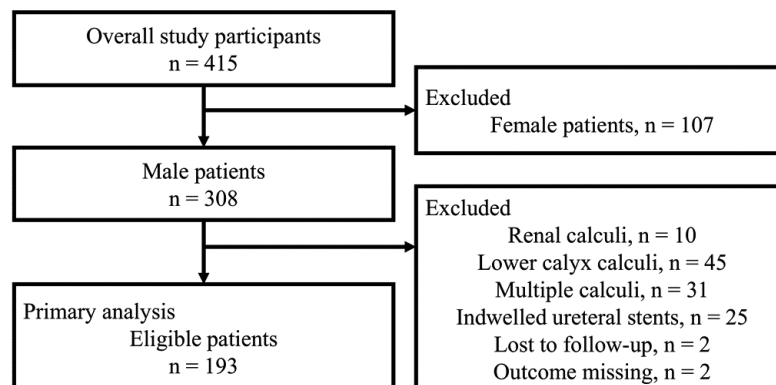 Overall study participants
n = 415
Excluded
Female patients, n = 107
Male patients
n = 308
Excluded
Renal calculi, n = 10
Lower calyx calculi, n = 45
Multiple calculi, n = 31
Indwelled ureteral stents, n = 25
Lost to follow-up, n = 2
Outcome missing, n = 2
Primary analysis
Eligible patients
n = 193